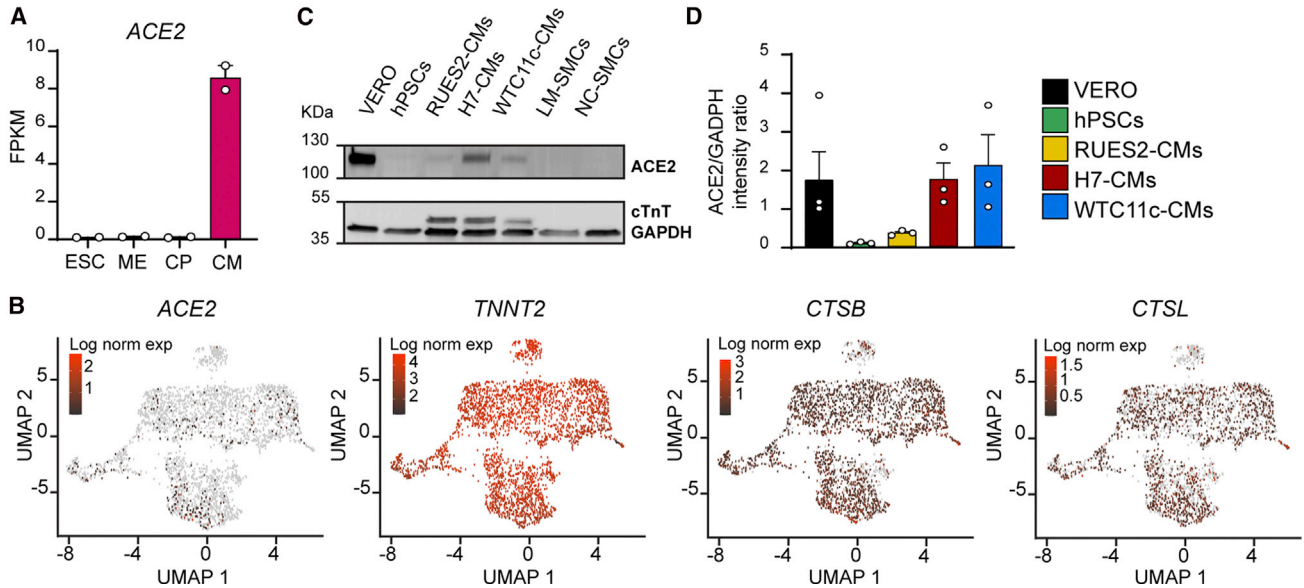 A
ACE2
FPKM
10
8
6
4
2
0
ESC ME CP CM
C
VERO
hPSCs
RUES2-CMs
H7-CMs
WTC11c-CMs
LM-SMCs
NC-SMCs
KDa
130
100
ACE2
55
35
cTnT
GAPDH
D
ACE2/GADPH
intensity ratio
5
4
3
2
1
0
VERO
hPSCs
RUES2-CMs
H7-CMs
WTC11c-CMs
B
ACE2
Log norm exp
2
1
UMAP 2
5
0
-5
-8 -4 0 4
UMAP 1
TNNT2
Log norm exp
4
3
2
UMAP 2
5
0
-5
-8 -4 0 4
UMAP 1
CTSB
Log norm exp
3
2
1
UMAP 2
5
0
-5
-8 -4 0 4
UMAP 1
CTSL
Log norm exp
1.5
1
0.5
UMAP 2
5
0
-5
-8 -4 0 4
UMAP 1